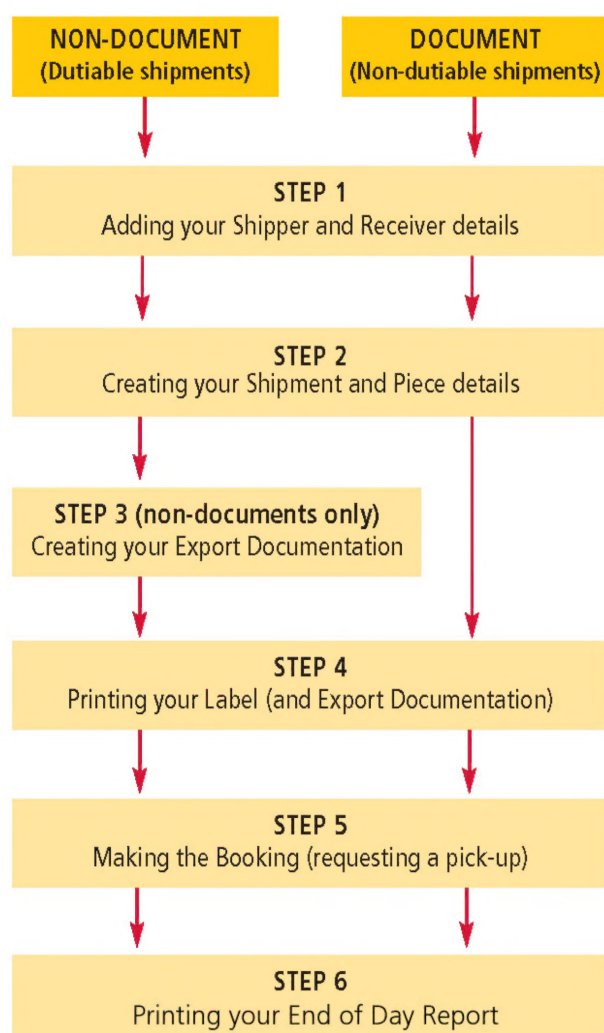 NON-DOCUMENT
(Dutiable shipments)
DOCUMENT
(Non-dutiable shipments)
STEP 1
Adding your Shipper and Receiver details
STEP 2
Creating your Shipment and Piece details
STEP 3 (non-documents only)
Creating your Export Documentation
STEP 4
Printing your Label (and Export Documentation)
STEP 5
Making the Booking (requesting a pick-up)
STEP 6
Printing your End of Day Report